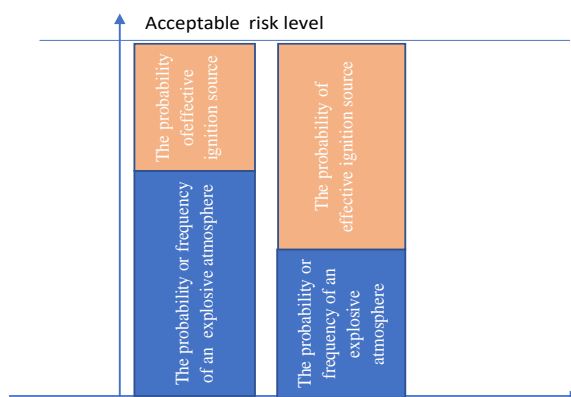 Acceptable risk level
The probability
ofeffective
ignition source
The probability or frequency
of an explosive atmosphere
The probability of
effective ignition source
The probability or
frequency of an
explosive
atmosphere